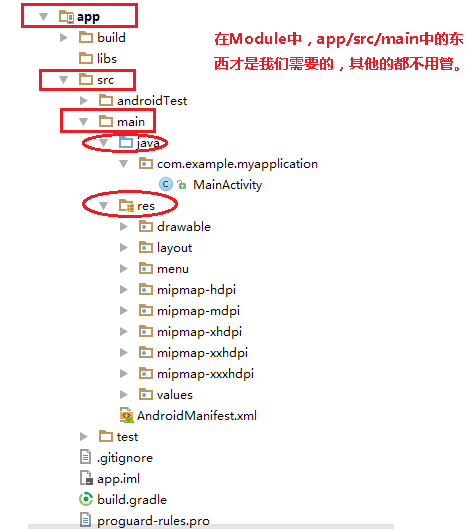 app
build
libs
src
androidTest
main
java
com.example.myapplication
C MainActivity
res
drawable
layout
menu
mipmap-hdpi
mipmap-mdpi
mipmap-xhdpi
mipmap-xxhdpi
mipmap-xxxhdpi
values
AndroidManifest.xml
test
.gitignore
app.iml
build.gradle
proguard-rules.pro
在Module中，app/src/main中的东
西才是我们需要的，其他的都不用管。